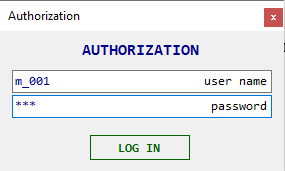 Authorization
x
AUTHORIZATION
m_001 user name
*** password
LOG IN